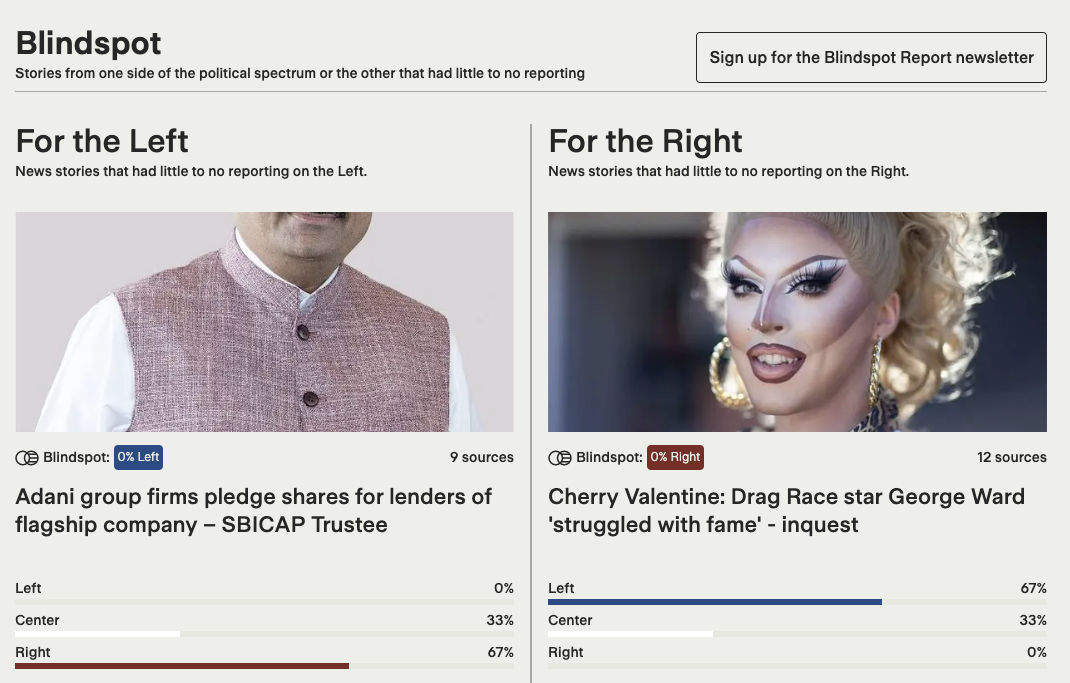 Blindspot
Stories from one side of the political spectrum or the other that had little to no reporting
Sign up for the Blindspot Report newsletter
For the Left
News stories that had little to no reporting on the Left.
Blindspot: 0% Left
9 sources
Adani group firms pledge shares for lenders of
flagship company – SBICAP Trustee
Left 0%
Center 33%
Right 67%
For the Right
News stories that had little to no reporting on the Right.
Blindspot: 0% Right
12 sources
Cherry Valentine: Drag Race star George Ward
'struggled with fame' - inquest
Left 67%
Center 33%
Right 0%